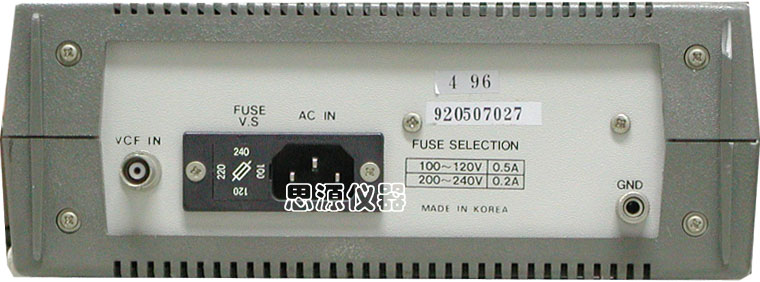 4 96
920507027
FUSE
V.S
AC IN
VCF IN
FUSE SELECTION
240
220
100
120
100~120V 0.5A
200~240V 0.2A
GND
MADE IN KOREA
思源仪器